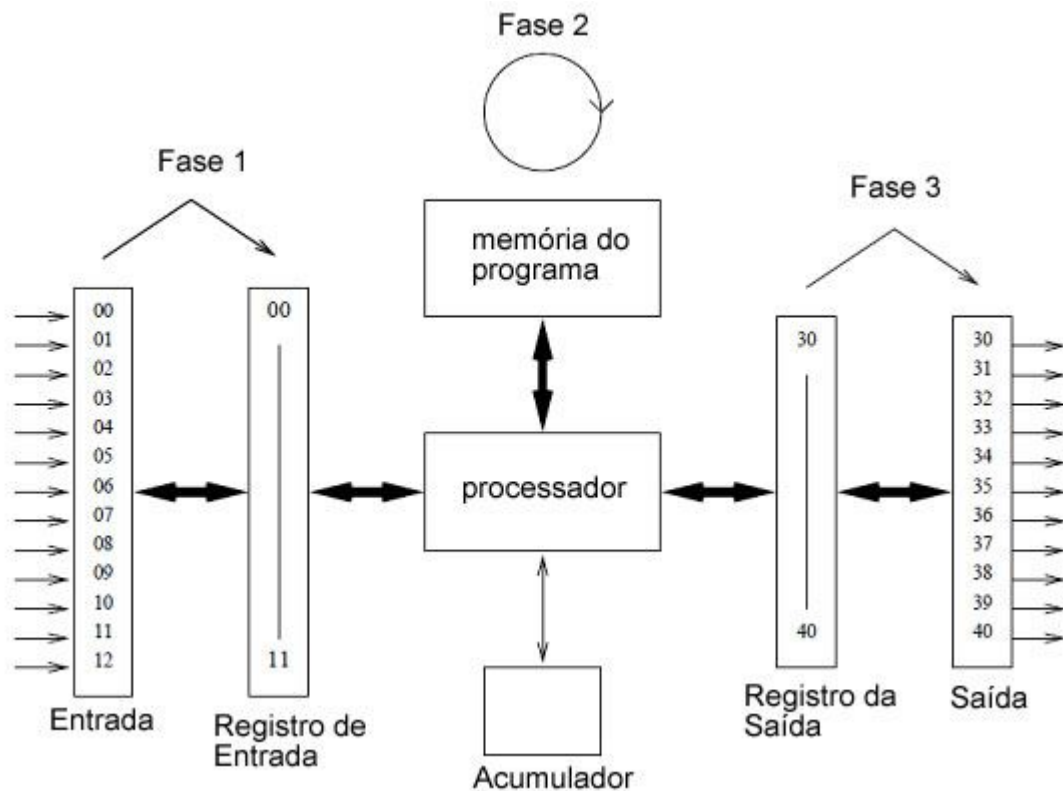 Fase 2
Fase 1
Fase 3
memória do
programa
processador
00
01
02
03
04
05
06
07
08
09
10
11
12
Entrada
00
11
Registro de
Entrada
Acumulador
30
40
Registro da
Saída
30
31
32
33
34
35
36
37
38
39
40
Saída